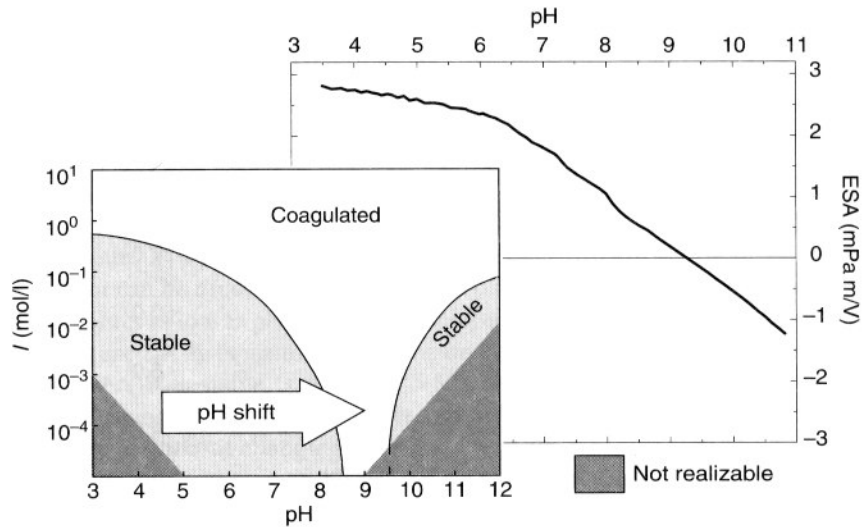 pH
3 4 5 6 7 8 9 10 11
3
2
1
0
−1
−2
−3
ESA (mPa m/V)
10¹
10⁰
10⁻¹
10⁻²
10⁻³
10⁻⁴
I (mol/l)
Coagulated
Stable
Stable
pH shift
3 4 5 6 7 8 9 10 11 12
pH
Not realizable